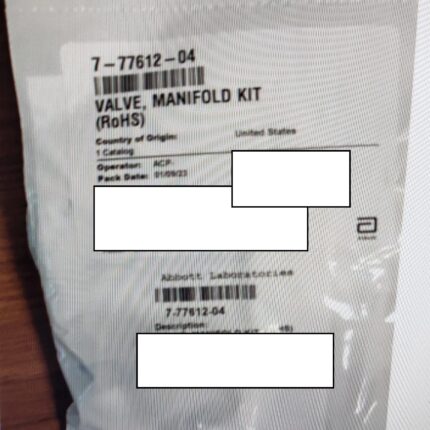 7-77612-04
VALVE, MANIFOLD KIT
(RoHS)
Country of Origin: United States
1 Catalog
Operator: ACP-
Pack Date: 01/09/23
Abbott
Abbott Laboratories
7-77612-04
Description: